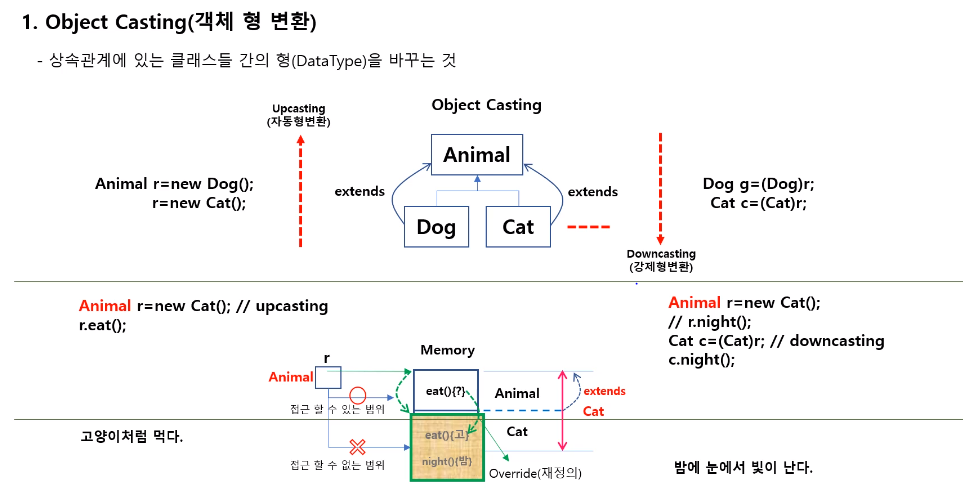 1. Object Casting(객체 형 변환)
- 상속관계에 있는 클래스들 간의 형(DataType)을 바꾸는 것
Object Casting
Upcasting
(자동형변환)
Animal
Animal r=new Dog();
r=new Cat();
extends
extends
Dog
Cat
Dog g=(Dog)r;
Cat c=(Cat)r;
Downcasting
(강제형변환)
Animal r=new Cat(); // upcasting
r.eat();
Animal r=new Cat();
// r.night();
Cat c=(Cat)r; // downcasting
c.night();
Memory
r
Animal
eat(){?}
Animal
extends
Cat
접근 할 수 있는 범위
고양이처럼 먹다.
eat(){고}
Cat
night(){밤}
접근 할 수 없는 범위
Override(재정의)
밤에 눈에서 빛이 난다.